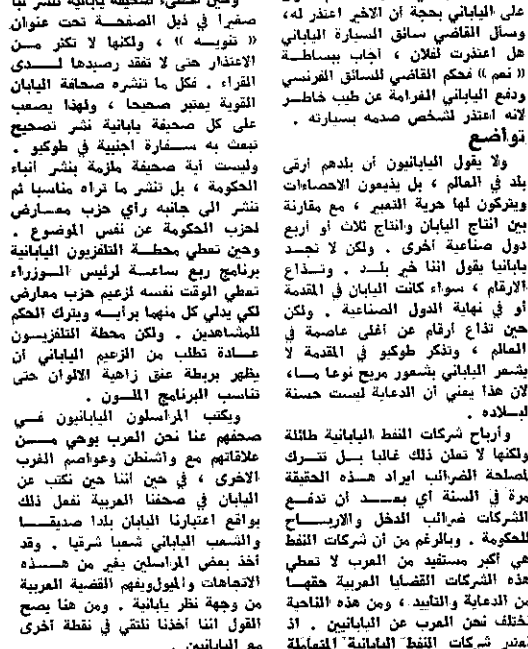 على الياباني بحجة أن الاخير اعتذر له،
وسأل القاضي سائق السيارة الياباني
هل اعتذرت لفلان ، أجاب ببساطة
« نعم » فحكم القاضي للسائق الفرنسي
ودفع الياباني الغرامة عن طيب خاطر
لانه اعتذر لشخص صدمه بسيارته .
تواضع
ولا يقول اليابانيون أن بلدهم أرقى
بلد في العالم ، بل يذيعون الاحصاءات
ويتركون لها حرية التعبير ، مع مقارنة
بين انتاج اليابان وانتاج ثلاث أو أربع
دول صناعية أخرى . ولكن لا تجد
يابانيا يقول اننا خير بلد . وتذاع
الارقام ، سواء كانت اليابان في المقدمة
أو في نهاية الدول الصناعية . ولكن
حين تذاع أرقام عن أغلى عاصمة في
العالم ، وتذكر طوكيو في المقدمة لا
يشعر الياباني بشعور مريح نوعا ما،
لان هذا يعني أن الدعاية ليست حسنة
لبلاده .
وأرباح شركات النفط اليابانية طائلة
ولكنها لا تعلن ذلك غالبا بل تترك
لمصلحة الضرائب ايراد هذه الحقيقة
مرة في السنة أي بعد أن تدفع
الشركات ضرائب الدخل والارباح
للحكومة . وبالرغم من أن شركات النفط
هي أكبر مستفيد من العرب لا تعطي
هذه الشركات القضايا العربية حقها
من الدعاية والتأييد ، ومن هذه الناحية
نختلف نحن العرب عن اليابانيين . اذ
تعتبر شركات النفط اليابانية المتعاملة
صغيرا في ذيل الصفحة تحت عنوان
« تنويه » ، ولكنها لا تكثر من
الاعتذار حتى لا تفقد رصيدها لدى
القراء . فكل ما تنشره صحافة اليابان
القوية يعتبر صحيحا ، ولهذا يصعب
على كل صحيفة يابانية نشر تصحيح
تبعث به سفارة اجنبية في طوكيو .
وليست أية صحيفة ملزمة بنشر أنباء
الحكومة ، بل تنشر ما تراه مناسبا ثم
تنشر الى جانبه رأي حزب معارض
لحزب الحكومة عن نفس الموضوع .
وحين تعطي محطة التلفزيون اليابانية
برنامج ربع ساعة لرئيس الوزراء
تعطي الوقت نفسه لزعيم حزب معارض
لكي يدلي كل منهما برأيه ويترك الحكم
للمشاهدين . ولكن محطة التلفزيون
عادة تطلب من الزعيم الياباني أن
يظهر بربطة عنق زاهية الالوان حتى
تناسب البرنامج الملون .
ويكتب المراسلون اليابانيون في
صحفهم عنا نحن العرب بوحي من
علاقاتهم مع واشنطن وعواصم الغرب
الاخرى ، في حين اننا حين نكتب عن
اليابان في صحفنا العربية نفعل ذلك
بواقع اعتبارنا اليابان بلدا صديقا
والشعب الياباني شعبا شرقيا . وقد
أخذ بعض المراسلين يغير من هذه
الاتجاهات والميول ويفهم القضية العربية
من وجهة نظر يابانية . ومن هنا يصح
القول اننا أخذنا نلتقي في نقطة أخرى
مع اليابانيين .